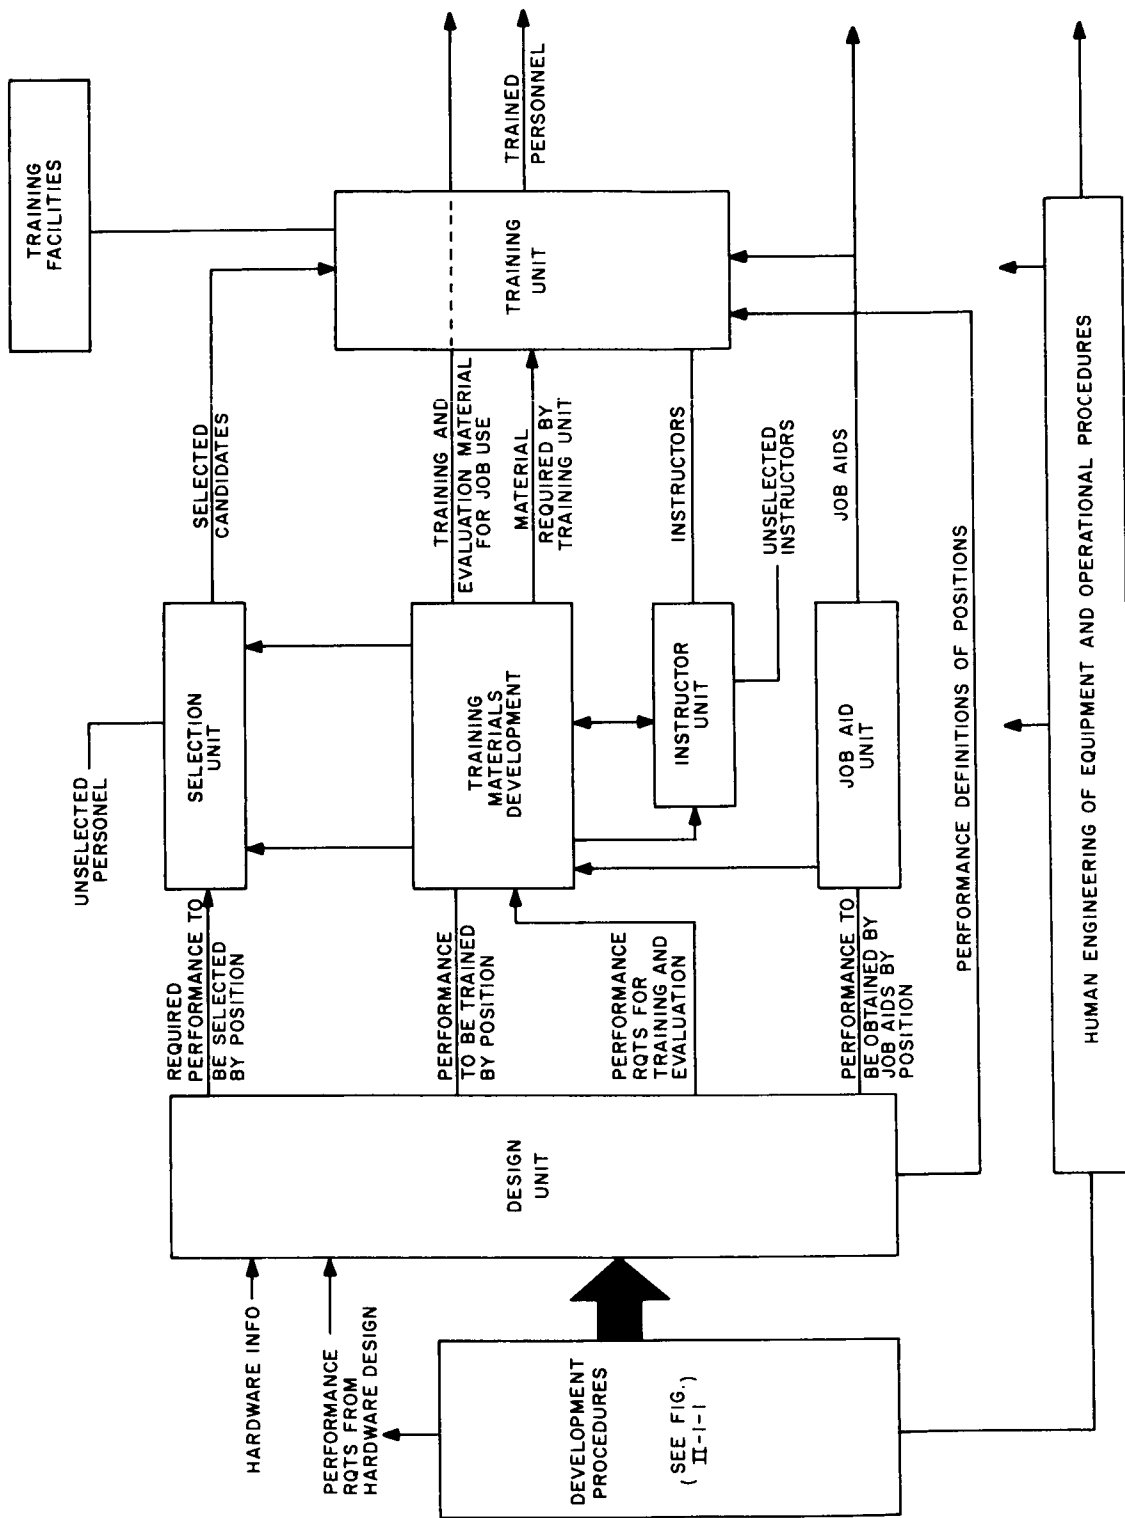 HARDWARE INFO
PERFORMANCE
RQTS FROM
HARDWARE DESIGN
DEVELOPMENT
PROCEDURES
( SEE FIG. )
II-1-1
DESIGN
UNIT
REQUIRED
PERFORMANCE TO
BE SELECTED
BY POSITION
PERFORMANCE
TO BE TRAINED
BY POSITION
PERFORMANCE
RQTS FOR
TRAINING AND
EVALUATION
PERFORMANCE TO
BE OBTAINED BY
JOB AIDS BY
POSITION
PERFORMANCE DEFINITIONS OF POSITIONS
UNSELECTED
PERSONEL
SELECTION
UNIT
TRAINING
MATERIALS
DEVELOPMENT
INSTRUCTOR
UNIT
JOB AID
UNIT
SELECTED
CANDIDATES
TRAINING AND
EVALUATION MATERIAL
FOR JOB USE
MATERIAL
REQUIRED BY
TRAINING UNIT
INSTRUCTORS
UNSELECTED
INSTRUCTORS
JOB AIDS
TRAINING
FACILITIES
TRAINING
UNIT
TRAINED
PERSONNEL
HUMAN ENGINEERING OF EQUIPMENT AND OPERATIONAL PROCEDURES